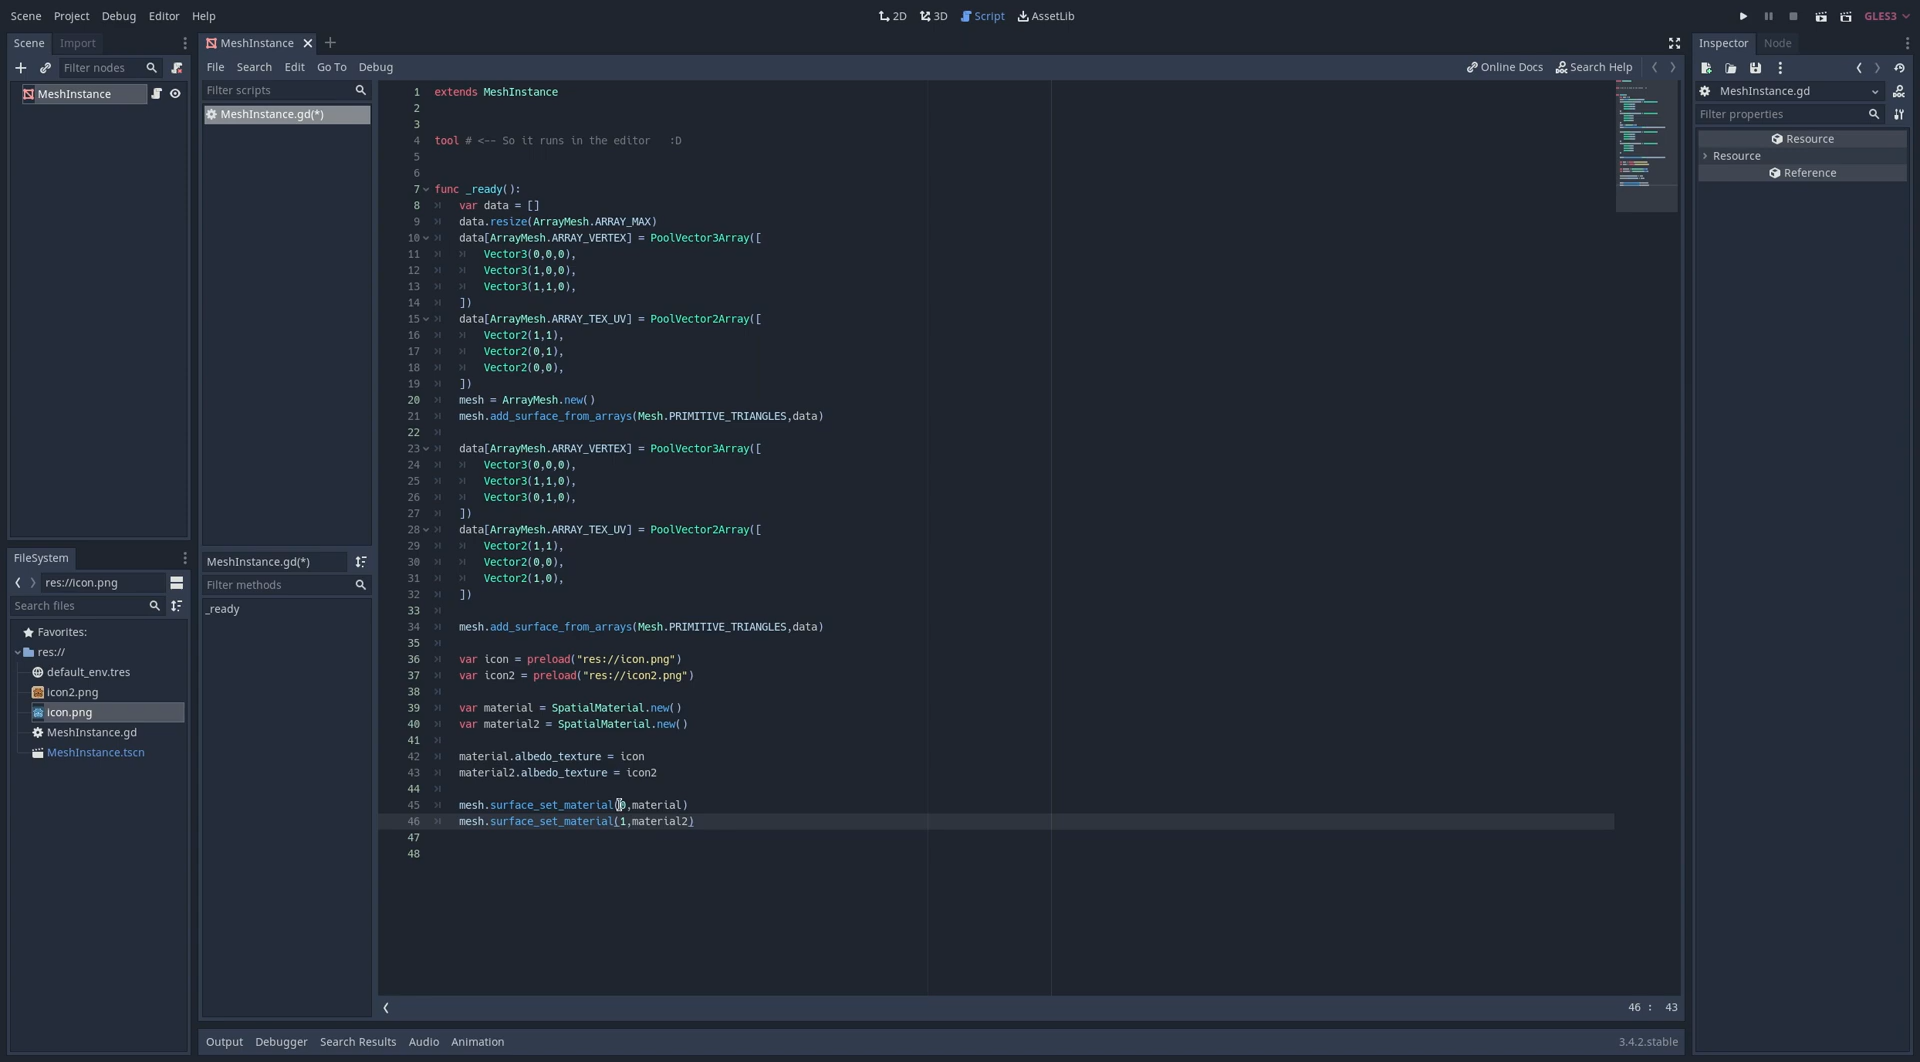 Scene Project Debug Editor Help
2D 3D Script AssetLib
GLES3
Scene Import
Filter nodes
MeshInstance
FileSystem
res://icon.png
Search files
Favorites:
res://
default_env.tres
icon2.png
icon.png
MeshInstance.gd
MeshInstance.tscn
MeshInstance
File Search Edit Go To Debug
Online Docs Search Help
Filter scripts
MeshInstance.gd(*)
MeshInstance.gd(*)
Filter methods
_ready
1 extends MeshInstance
2
3
4 tool # <-- So it runs in the editor :D
5
6
7 func _ready():
8 var data = []
9 data.resize(ArrayMesh.ARRAY_MAX)
10 data[ArrayMesh.ARRAY_VERTEX] = PoolVector3Array([
11 Vector3(0,0,0),
12 Vector3(1,0,0),
13 Vector3(1,1,0),
14 ])
15 data[ArrayMesh.ARRAY_TEX_UV] = PoolVector2Array([
16 Vector2(1,1),
17 Vector2(0,1),
18 Vector2(0,0),
19 ])
20 mesh = ArrayMesh.new()
21 mesh.add_surface_from_arrays(Mesh.PRIMITIVE_TRIANGLES,data)
22
23 data[ArrayMesh.ARRAY_VERTEX] = PoolVector3Array([
24 Vector3(0,0,0),
25 Vector3(1,1,0),
26 Vector3(0,1,0),
27 ])
28 data[ArrayMesh.ARRAY_TEX_UV] = PoolVector2Array([
29 Vector2(1,1),
30 Vector2(0,0),
31 Vector2(1,0),
32 ])
33
34 mesh.add_surface_from_arrays(Mesh.PRIMITIVE_TRIANGLES,data)
35
36 var icon = preload("res://icon.png")
37 var icon2 = preload("res://icon2.png")
38
39 var material = SpatialMaterial.new()
40 var material2 = SpatialMaterial.new()
41
42 material.albedo_texture = icon
43 material2.albedo_texture = icon2
44
45 mesh.surface_set_material(0,material)
46 mesh.surface_set_material(1,material2)
47
48
46 : 43
Output Debugger Search Results Audio Animation
3.4.2.stable
Inspector Node
MeshInstance.gd
Filter properties
Resource
Resource
Reference